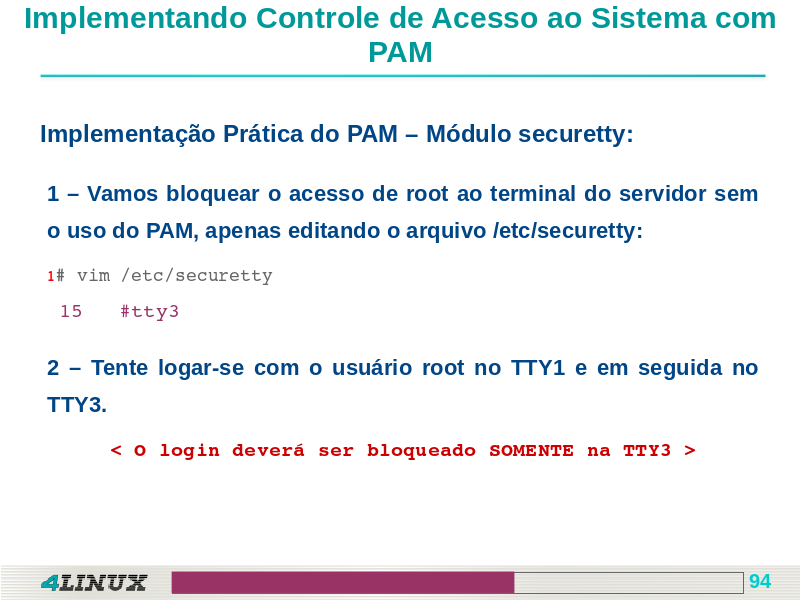 Implementando Controle de Acesso ao Sistema com
PAM
Implementação Prática do PAM – Módulo securetty:
1 – Vamos bloquear o acesso de root ao terminal do servidor sem
o uso do PAM, apenas editando o arquivo /etc/securetty:
1# vim /etc/securetty
15 #tty3
2 – Tente logar-se com o usuário root no TTY1 e em seguida no
TTY3.
< O login deverá ser bloqueado SOMENTE na TTY3 >
4LINUX
94